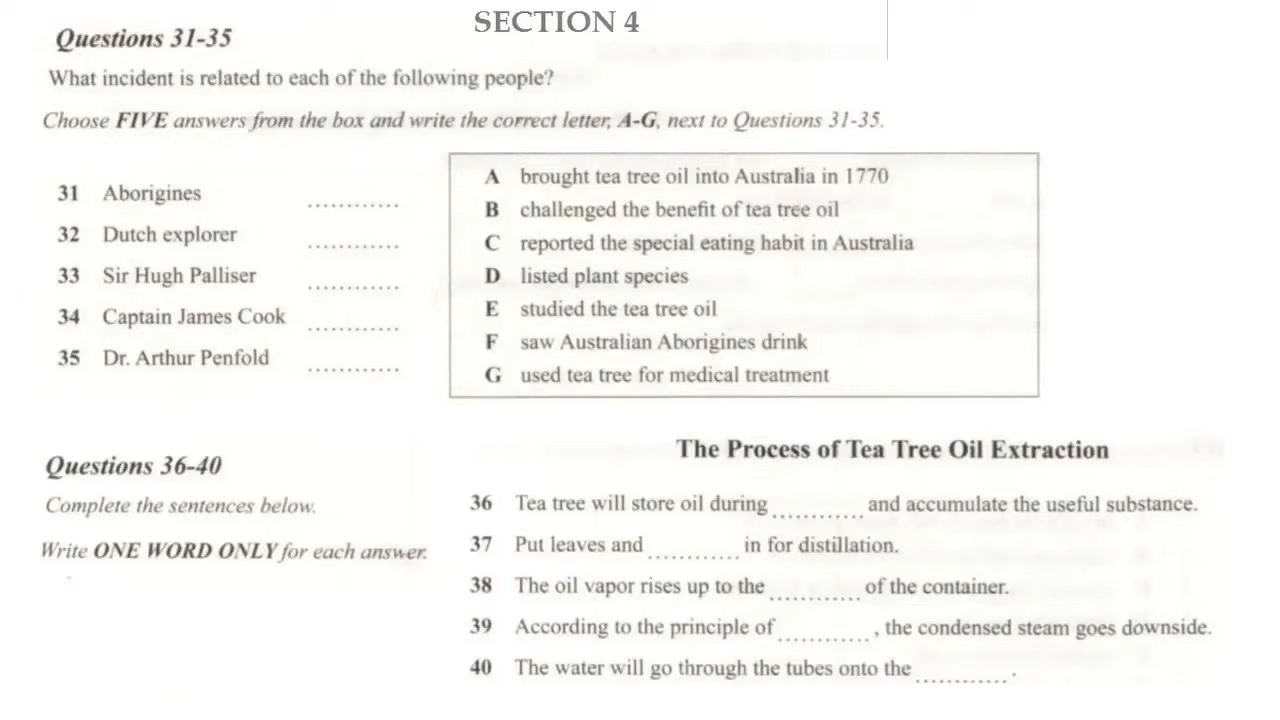 SECTION 4
Questions 31-35
What incident is related to each of the following people?
Choose FIVE answers from the box and write the correct letter, A-G, next to Questions 31-35.
31 Aborigines ............
32 Dutch explorer ............
33 Sir Hugh Palliser ............
34 Captain James Cook ............
35 Dr. Arthur Penfold ............
A brought tea tree oil into Australia in 1770
B challenged the benefit of tea tree oil
C reported the special eating habit in Australia
D listed plant species
E studied the tea tree oil
F saw Australian Aborigines drink
G used tea tree for medical treatment
Questions 36-40
Complete the sentences below.
Write ONE WORD ONLY for each answer.
The Process of Tea Tree Oil Extraction
36 Tea tree will store oil during ............ and accumulate the useful substance.
37 Put leaves and ............ in for distillation.
38 The oil vapor rises up to the ............ of the container.
39 According to the principle of ............ , the condensed steam goes downside.
40 The water will go through the tubes onto the ............ .